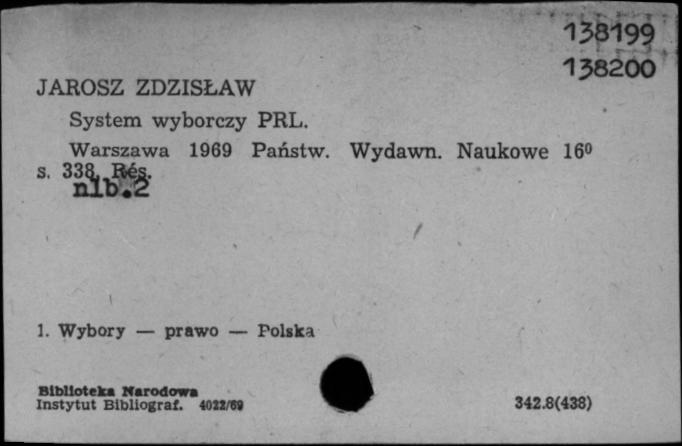 138199
138200
JAROSZ ZDZISŁAW
System wyborczy PRL.
Warszawa 1969 Państw. Wydawn. Naukowe 16⁰
s. 338, Rés.
nlb.2
1. Wybory — prawo — Polska
Biblioteka Narodowa
Instytut Bibliograf. 4022/69
342.8(438)